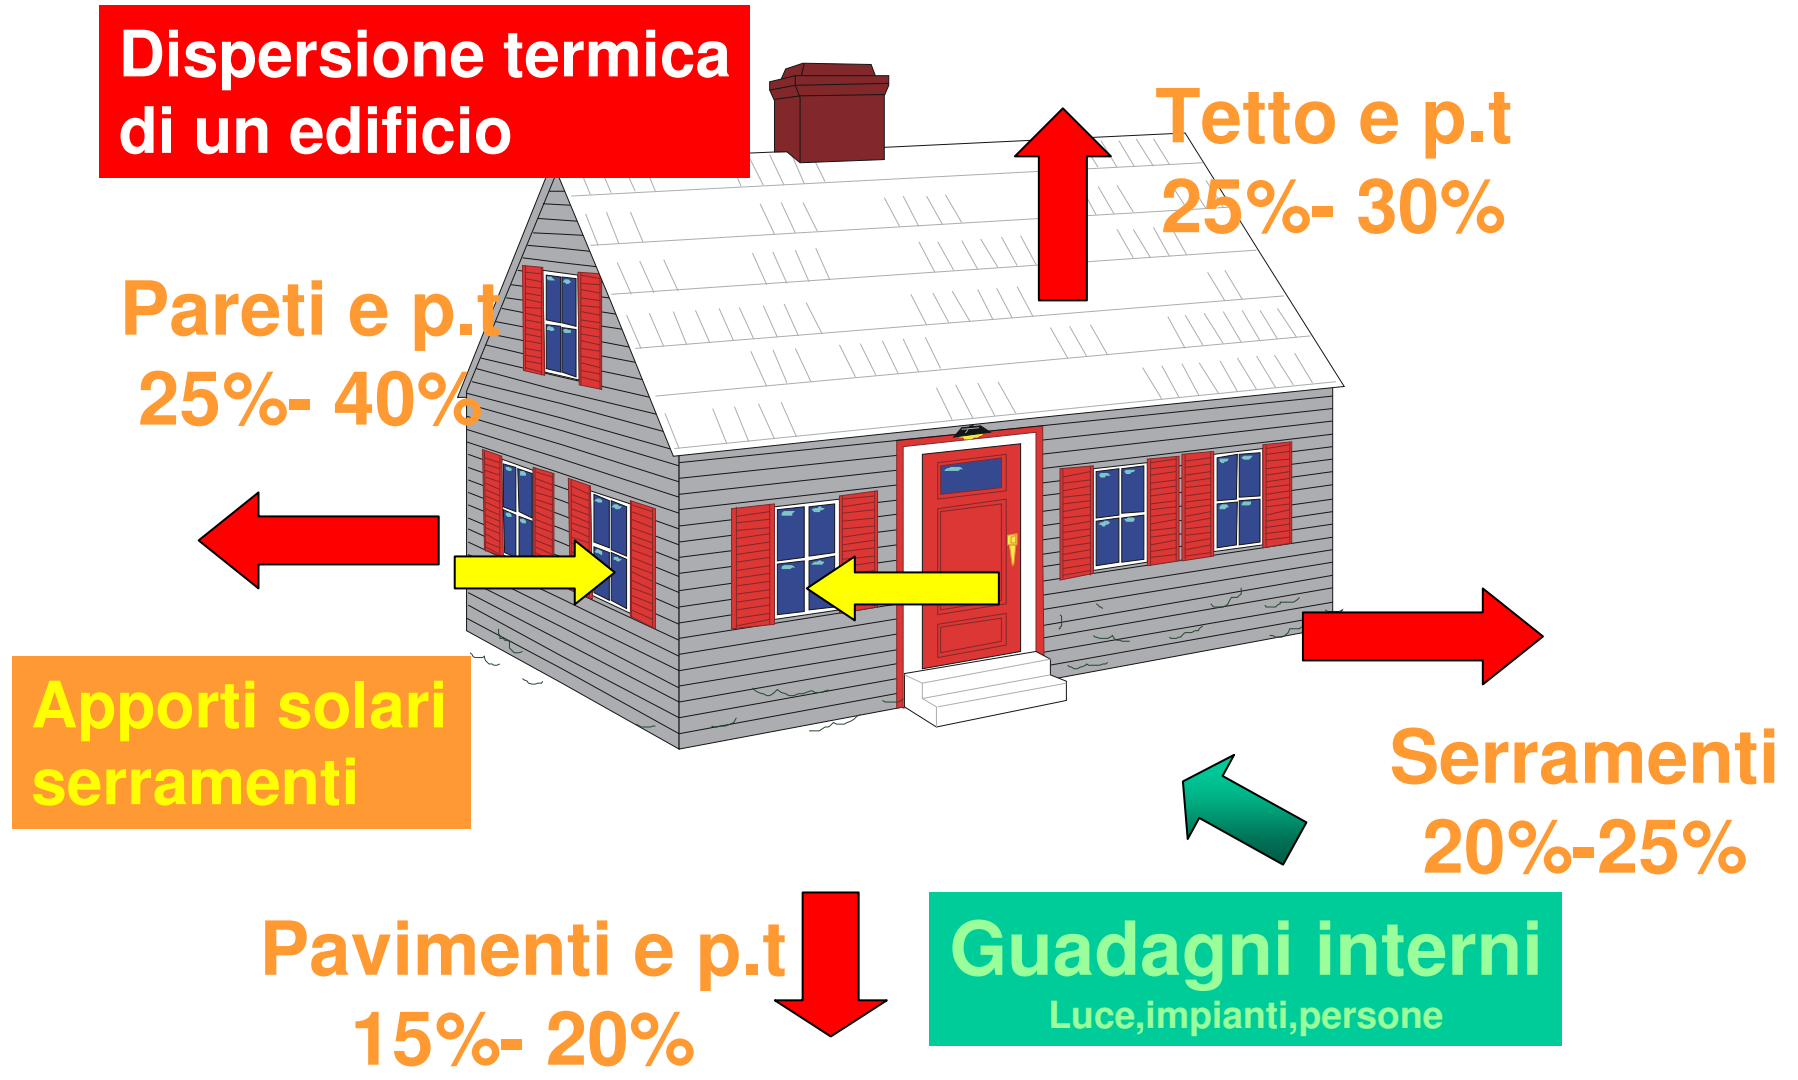 Dispersione termica
di un edificio
Tetto e p.t
25%- 30%
Pareti e p.t
25%- 40%
Apporti solari
serramenti
Serramenti
20%-25%
Pavimenti e p.t
15%- 20%
Guadagni interni
Luce,impianti,persone